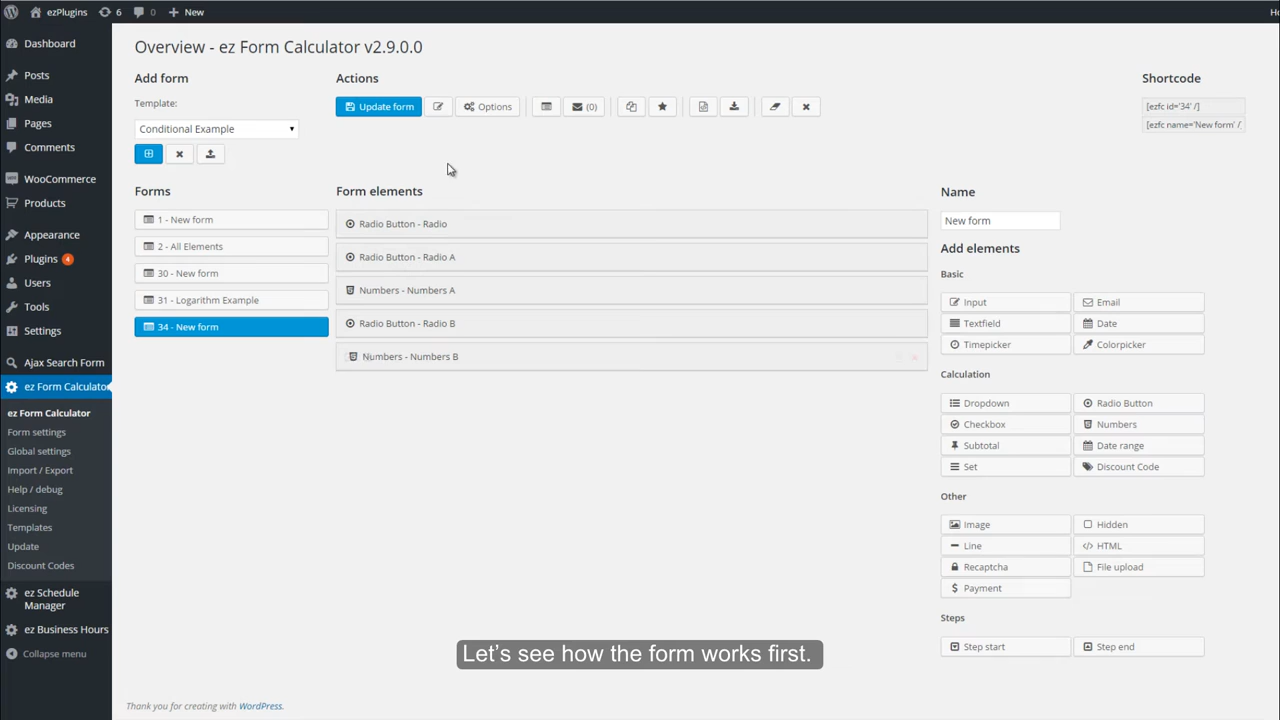 ezPlugins 6 0 New Ho
Dashboard
Posts
Media
Pages
Comments
WooCommerce
Products
Appearance
Plugins 4
Users
Tools
Settings
Ajax Search Form
ez Form Calculator
ez Form Calculator
Form settings
Global settings
Import / Export
Help / debug
Licensing
Templates
Update
Discount Codes
ez Schedule
Manager
ez Business Hours
Collapse menu
Overview - ez Form Calculator v2.9.0.0
Add form
Template:
Conditional Example
Actions
Update form Options (0)
Shortcode
[ezfc id='34' /]
[ezfc name='New form' /
Forms
1 - New form
2 - All Elements
30 - New form
31 - Logarithm Example
34 - New form
Form elements
Radio Button - Radio
Radio Button - Radio A
Numbers - Numbers A
Radio Button - Radio B
Numbers - Numbers B
Name
New form
Add elements
Basic
Input Email
Textfield Date
Timepicker Colorpicker
Calculation
Dropdown Radio Button
Checkbox Numbers
Subtotal Date range
Set Discount Code
Other
Image Hidden
Line HTML
Recaptcha File upload
Payment
Steps
Step start Step end
Let's see how the form works first.
Thank you for creating with WordPress.